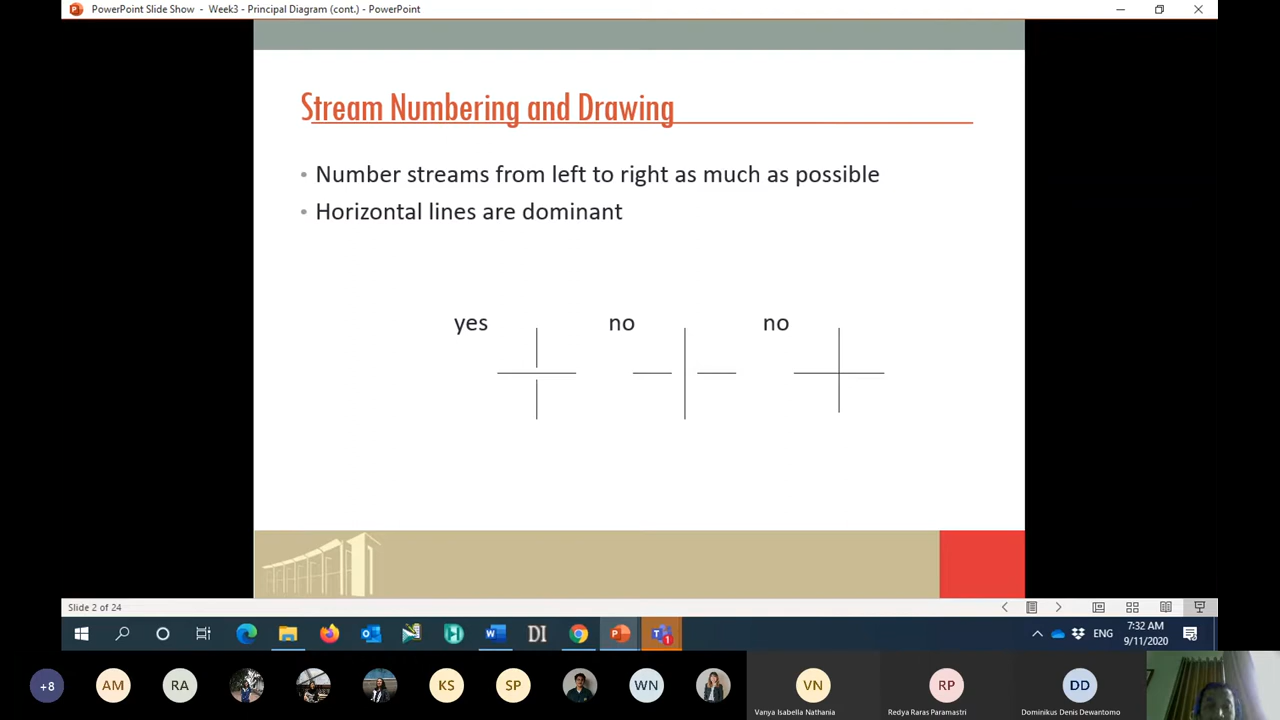 PowerPoint Slide Show - Week3 - Principal Diagram (cont.) - PowerPoint
Stream Numbering and Drawing
• Number streams from left to right as much as possible
• Horizontal lines are dominant
yes
no
no
Slide 2 of 24
DI
ENG
7:32 AM
9/11/2020
+8
AM
RA
KS
SP
WN
VN
RP
DD
Vanya Isabella Nathania
Redya Raras Paramastri
Dominikus Denis Dewantomo